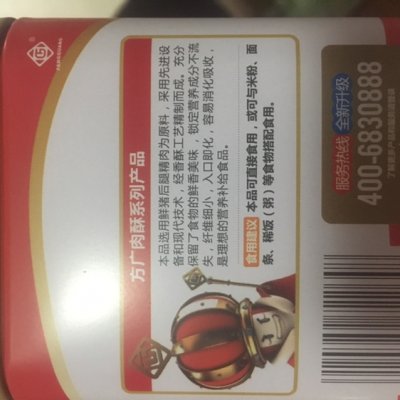 FANGGUANG
方广肉酥系列产品
本品选用鲜猪后腿精肉为原料，采用先进设
备和现代技术，经香酥工艺精制而成。充分
保留了食物的鲜香美味，锁定营养成分不流
失，纤维细小，入口即化，容易消化吸收，
是理想的营养补给食品。
食用建议 本品可直接食用，或可与米粉、面
条、稀饭（粥）等食物搭配食用。
服务热线 全新升级
400-6830888